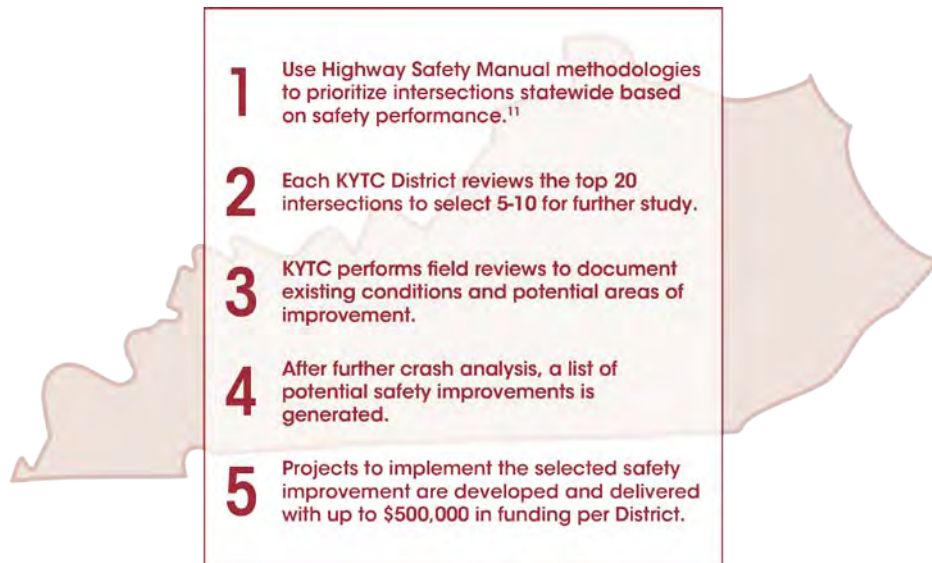 1
Use Highway Safety Manual methodologies
to prioritize intersections statewide based
on safety performance.¹¹
2
Each KYTC District reviews the top 20
intersections to select 5-10 for further study.
3
KYTC performs field reviews to document
existing conditions and potential areas of
improvement.
4
After further crash analysis, a list of
potential safety improvements is
generated.
5
Projects to implement the selected safety
improvement are developed and delivered
with up to $500,000 in funding per District.